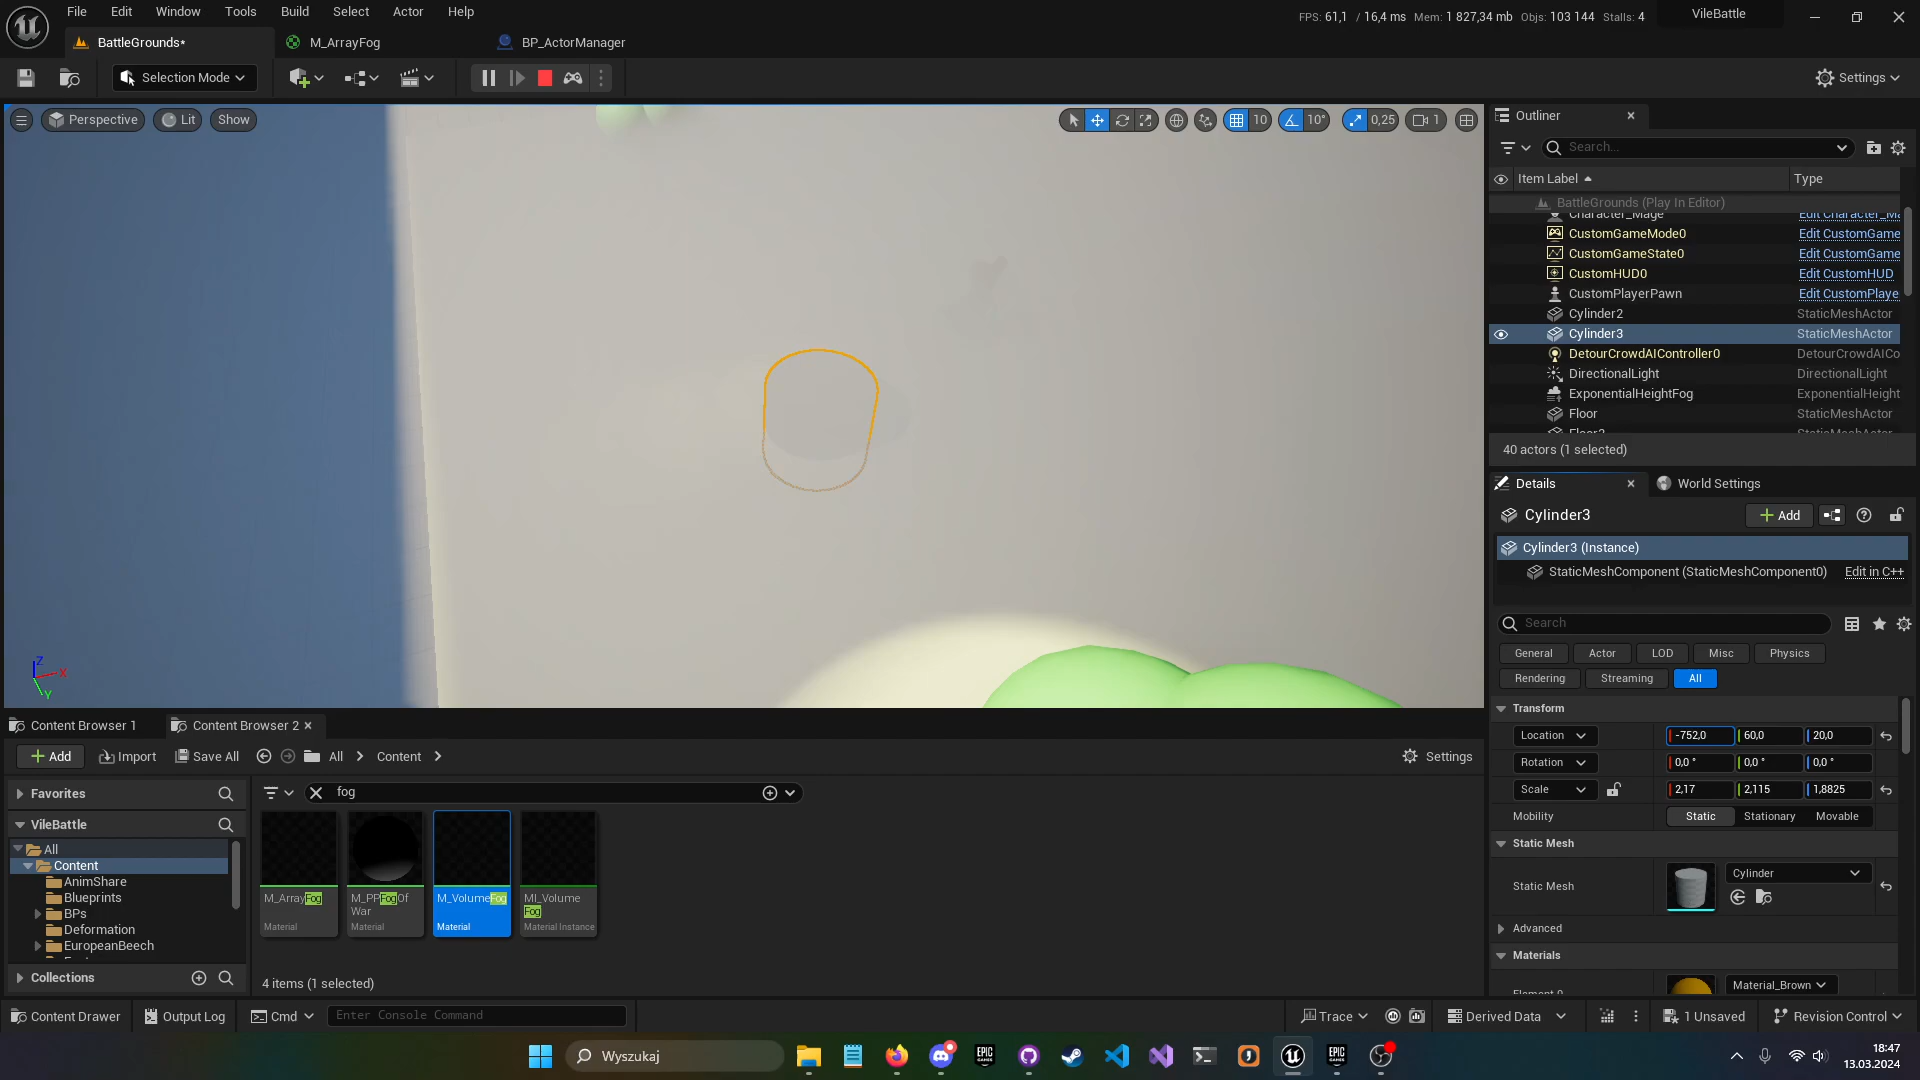 File Edit Window Tools Build Select Actor Help
FPS: 61,1 / 16,4 ms Mem: 1 827,34 mb Objs: 103 144 Stalls: 4
VileBattle
BattleGrounds*
M_ArrayFog
BP_ActorManager
Selection Mode
Settings
Perspective
Lit
Show
10
10°
0,25
1
Outliner
Search...
Item Label
Type
BattleGrounds (Play In Editor)
Character_Mage Edit Character_Ma
CustomGameMode0 Edit CustomGame
CustomGameState0 Edit CustomGame
CustomHUD0 Edit CustomHUD
CustomPlayerPawn Edit CustomPlaye
Cylinder2 StaticMeshActor
Cylinder3 StaticMeshActor
DetourCrowdAIController0 DetourCrowdAICo
DirectionalLight DirectionalLight
ExponentialHeightFog ExponentialHeight
Floor StaticMeshActor
40 actors (1 selected)
Details
World Settings
Cylinder3
Add
Cylinder3 (Instance)
StaticMeshComponent (StaticMeshComponent0) Edit in C++
Search
General Actor LOD Misc Physics
Rendering Streaming All
Transform
Location -752,0 60,0 20,0
Rotation 0,0 ° 0,0 ° 0,0 °
Scale 2,17 2,115 1,8825
Mobility Static Stationary Movable
Static Mesh
Static Mesh Cylinder
Advanced
Materials
Element 0 Material_Brown
X
Y
Z
Content Browser 1
Content Browser 2
Add
Import
Save All
All
Content
Settings
Favorites
VileBattle
All
Content
AnimShare
Blueprints
BPs
Deformation
EuropeanBeech
Collections
fog
M_ArrayFog
Material
M_PPFogOf
War
Material
M_VolumeFog
Material
MI_Volume
Fog
Material Instance
4 items (1 selected)
Content Drawer
Output Log
Cmd
Enter Console Command
Trace
Derived Data
1 Unsaved
Revision Control
Wyszukaj
18:47
13.03.2024